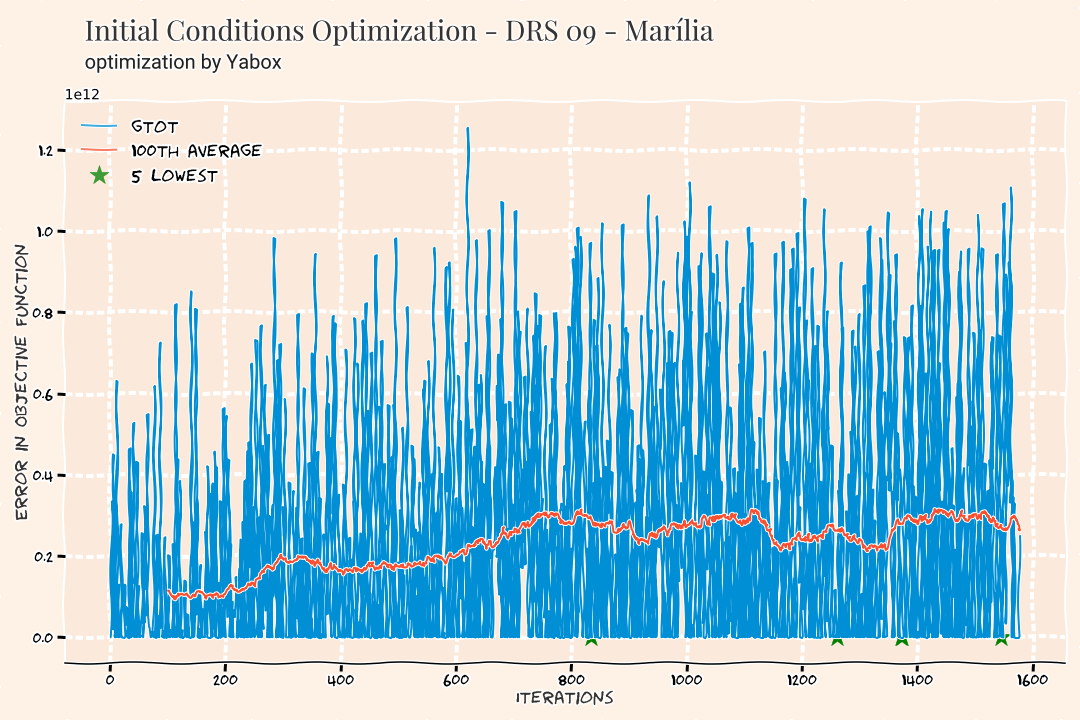 Initial Conditions Optimization - DRS 09 - Marília
optimization by Yabox
1e12
GTOT
100TH AVERAGE
5 LOWEST
1.2
1.0
0.8
0.6
0.4
0.2
0.0
ERROR IN OBJECTIVE FUNCTION
0 200 400 600 800 1000 1200 1400 1600
ITERATIONS